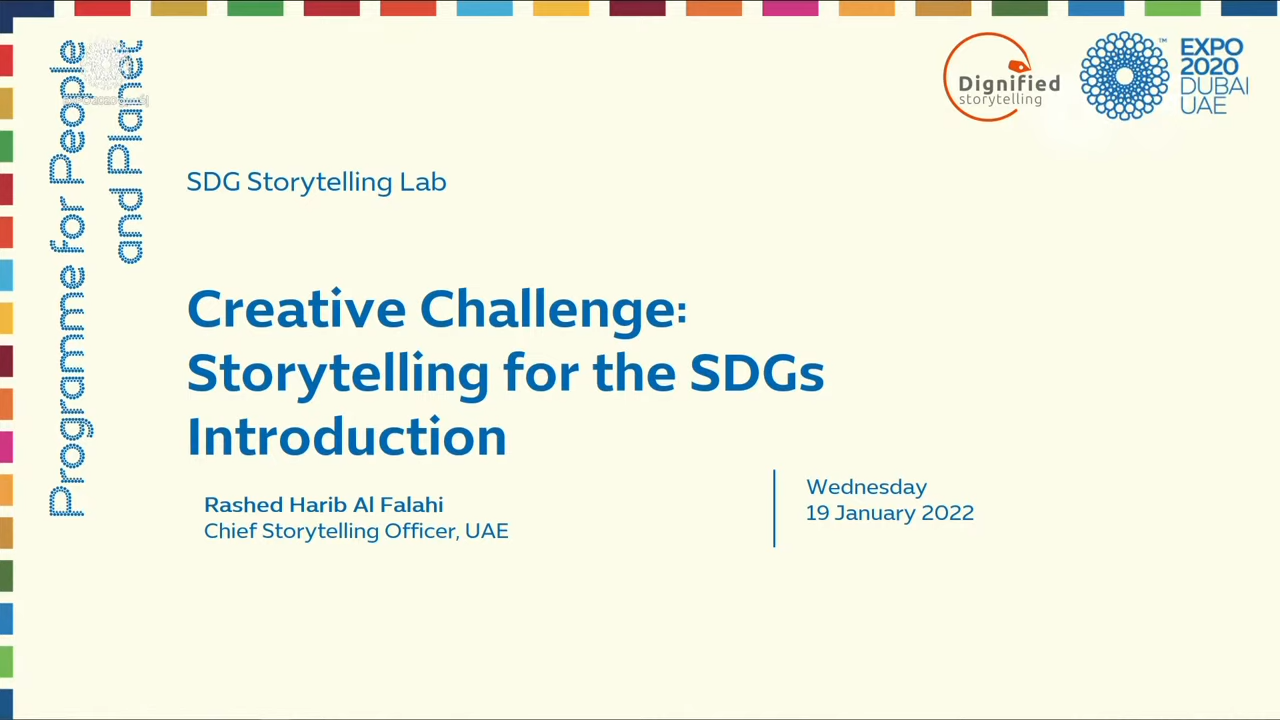 Programme for People
and Planet
Dignified
storytelling
™
EXPO
2020
DUBAI
UAE
SDG Storytelling Lab
Creative Challenge:
Storytelling for the SDGs
Introduction
Rashed Harib Al Falahi
Chief Storytelling Officer, UAE
Wednesday
19 January 2022